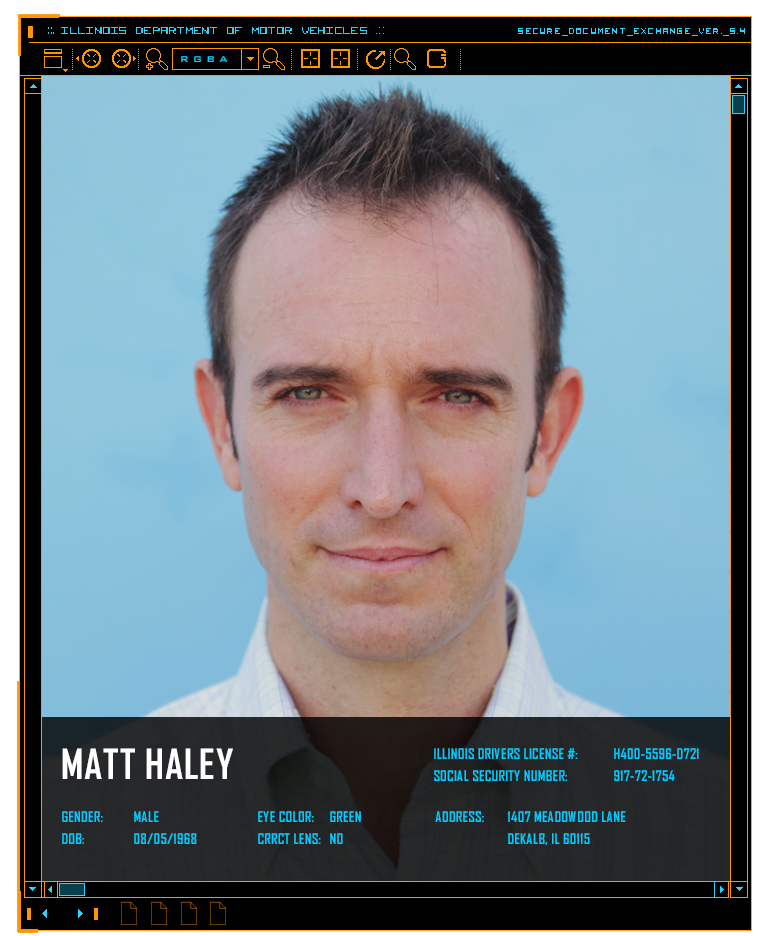 :: ILLINOIS DEPARTMENT OF MOTOR VEHICLES ::
SECURE_DOCUMENT_EXCHANGE_VER._5.4
RGBA
MATT HALEY
ILLINOIS DRIVERS LICENSE #: H400-5596-0721
SOCIAL SECURITY NUMBER: 917-72-1754
GENDER: MALE EYE COLOR: GREEN ADDRESS: 1407 MEADOWOOD LANE
DOB: 08/05/1968 CRRCT LENS: NO DEKALB, IL 60115